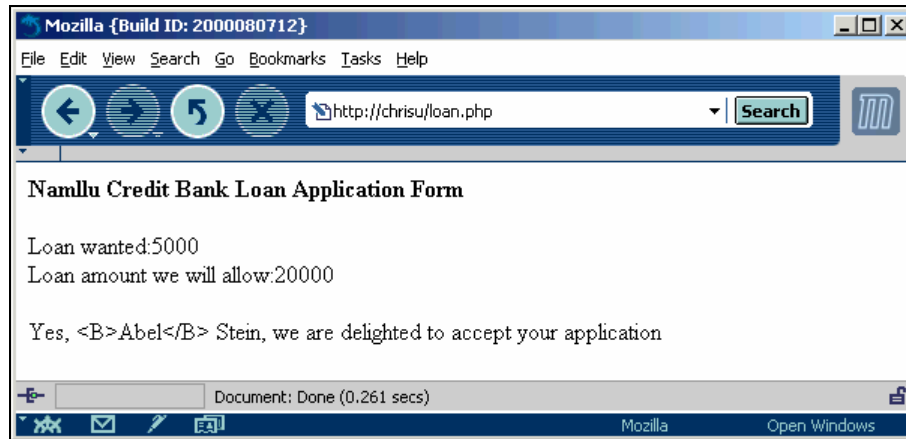 Mozilla {Build ID: 2000080712}
File Edit View Search Go Bookmarks Tasks Help
http://chrisu/loan.php Search
Namllu Credit Bank Loan Application Form
Loan wanted:5000
Loan amount we will allow:20000
Yes, <B>Abel</B> Stein, we are delighted to accept your application
Document: Done (0.261 secs)
Mozilla Open Windows